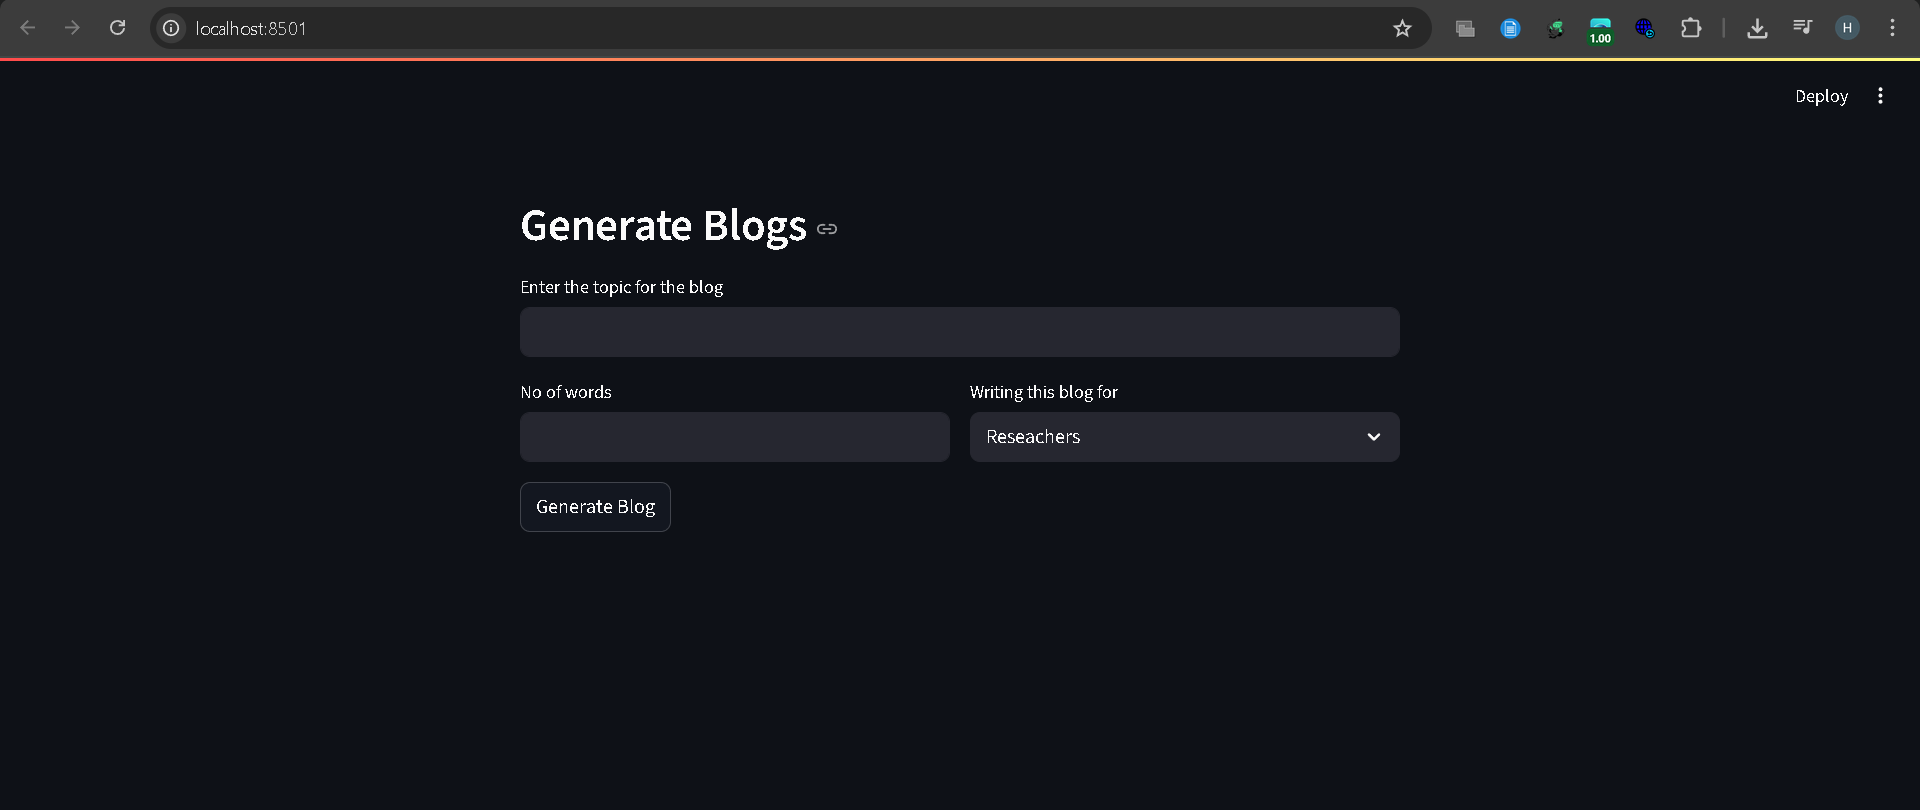 localhost:8501
1.00
H
Deploy
Generate Blogs
Enter the topic for the blog
No of words
Writing this blog for
Reseachers
Generate Blog